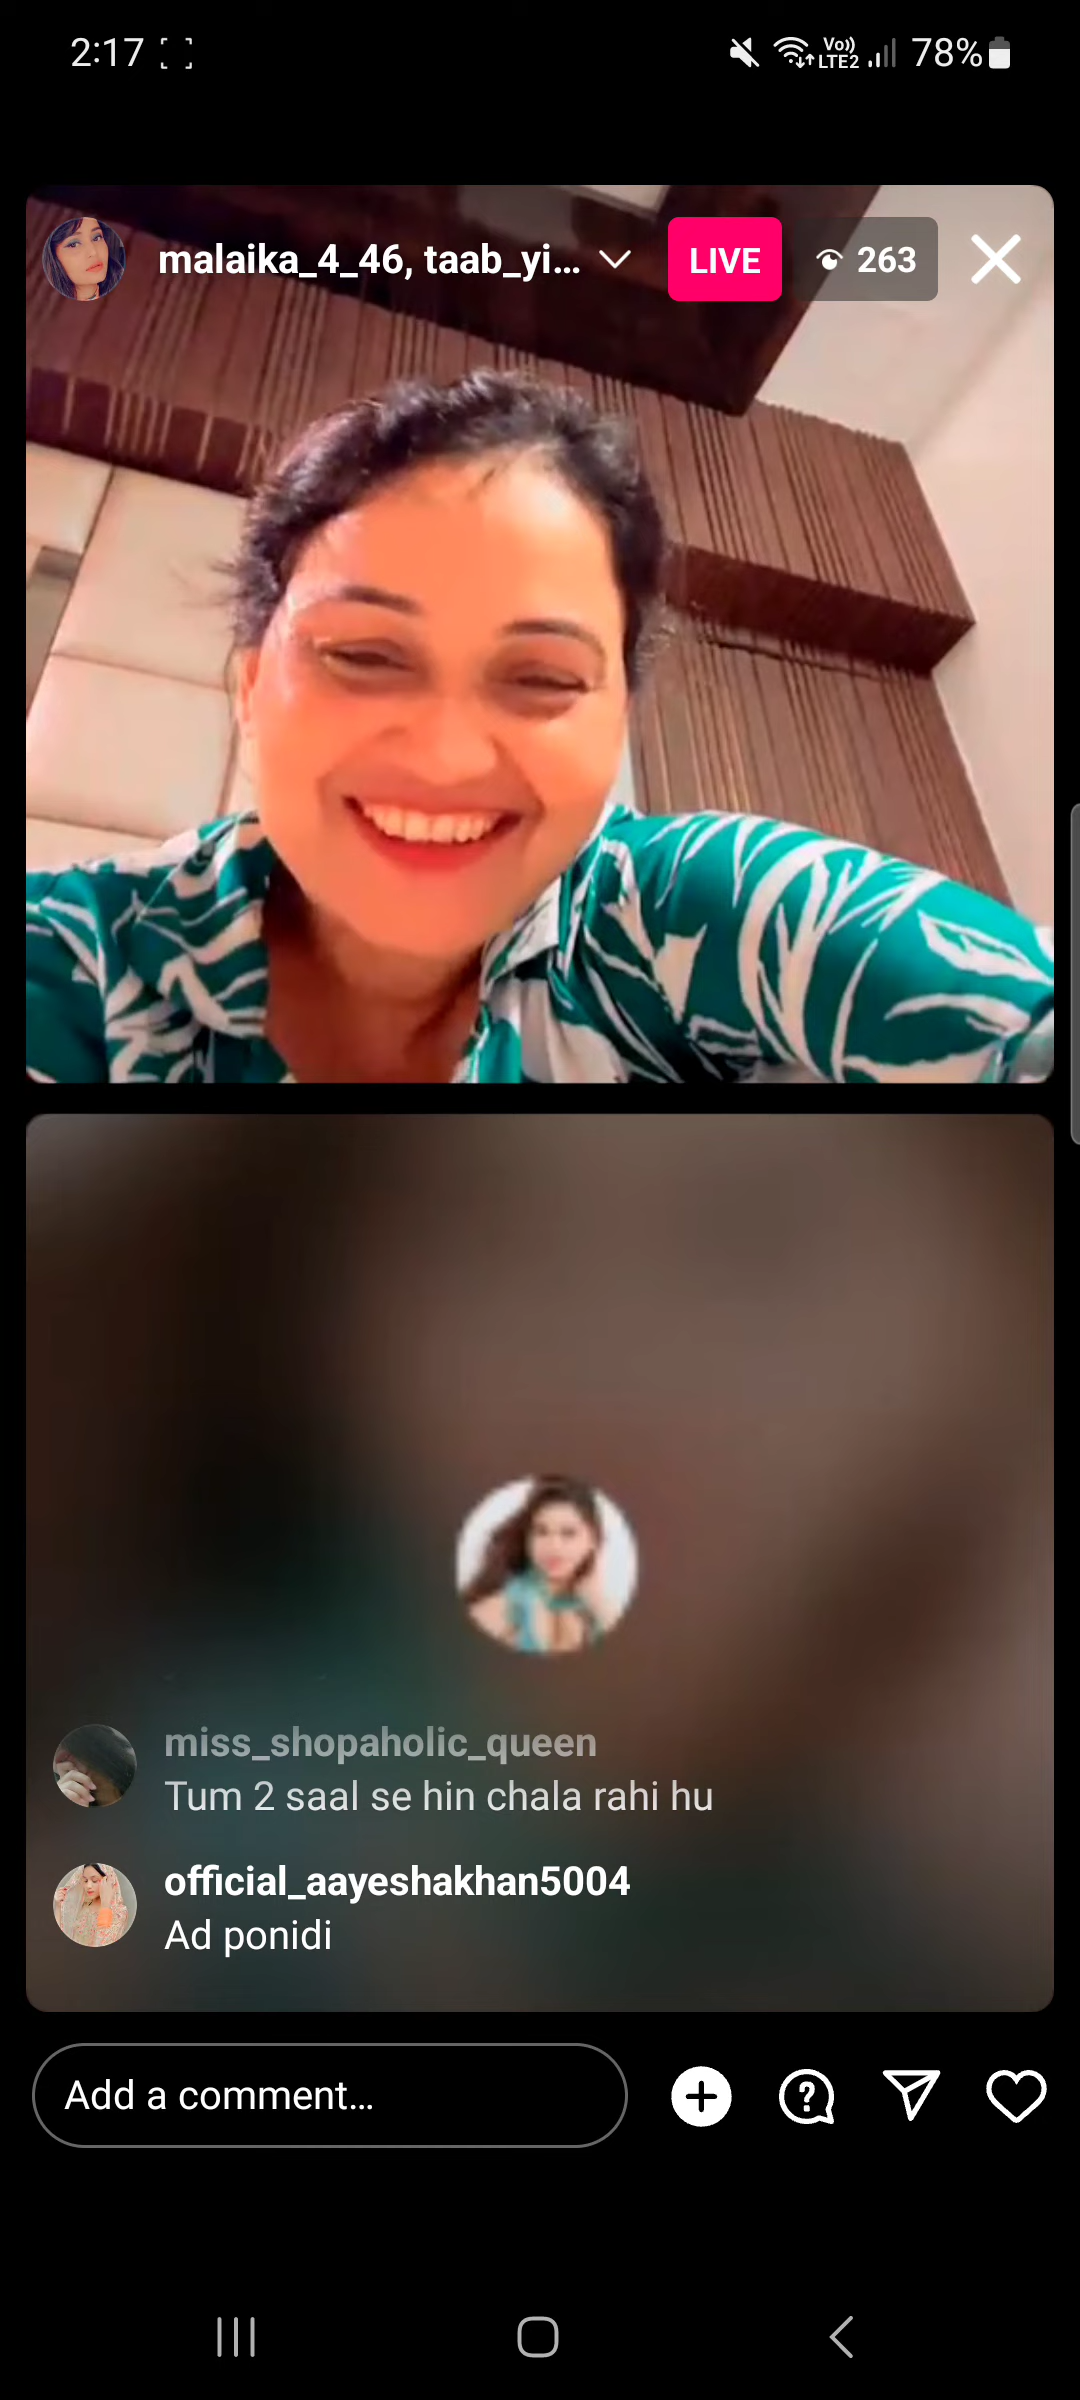 2:17
Vo)) LTE2 78%
malaika_4_46, taab_yi... LIVE 263
miss_shopaholic_queen
Tum 2 saal se hin chala rahi hu
official_aayeshakhan5004
Ad ponidi
Add a comment...